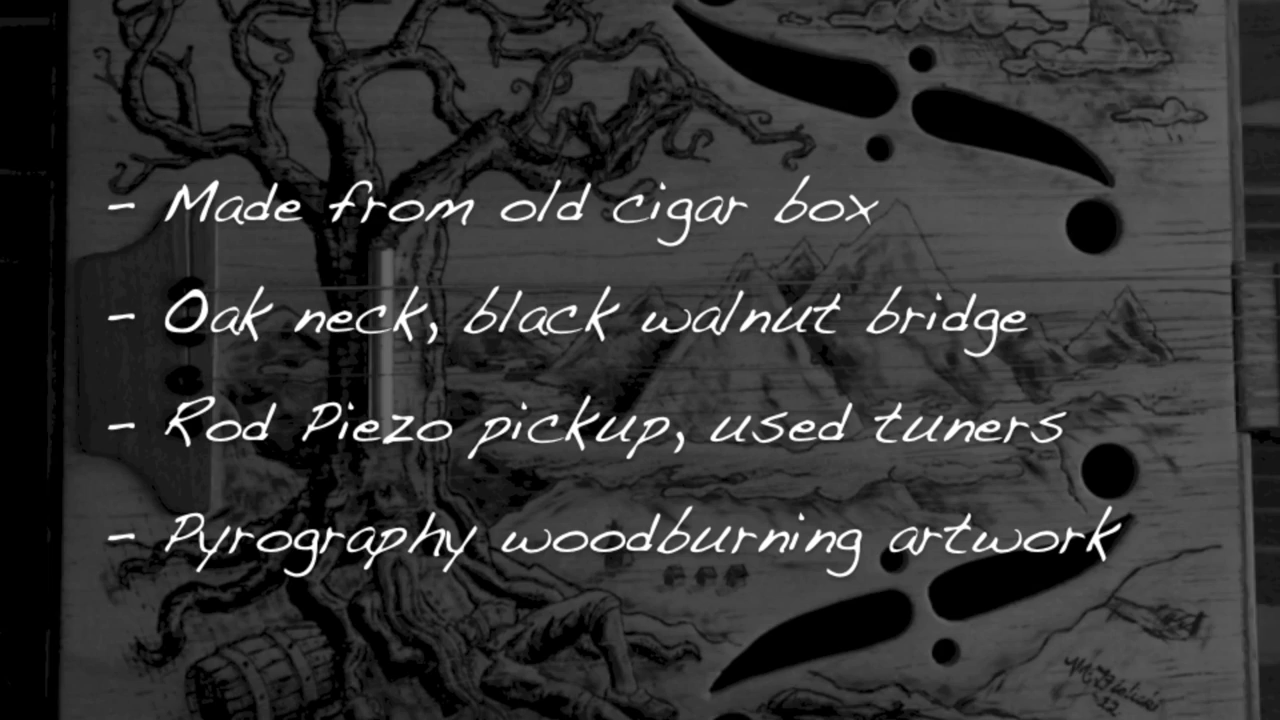 - Made from old cigar box
- Oak neck, black walnut bridge
- Rod Piezo pickup, used tuners
- Pyrography woodburning artwork